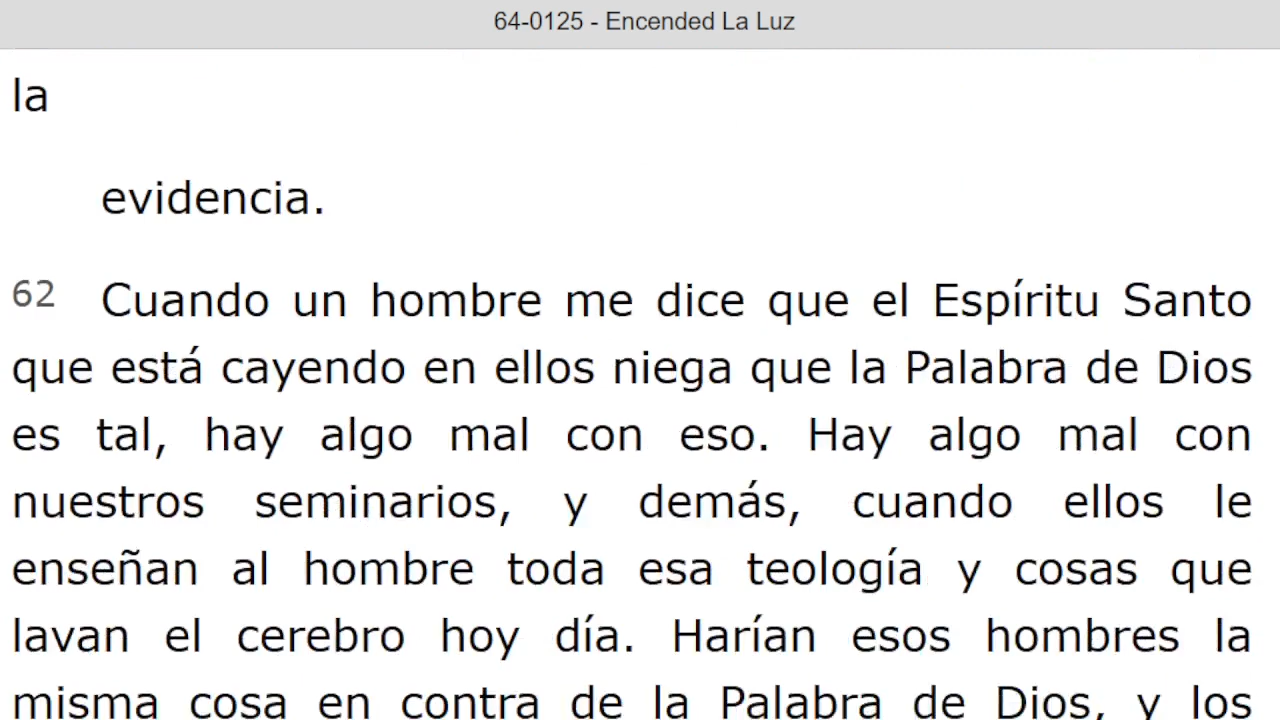 64-0125 - Encended La Luz
la
evidencia.
62 Cuando un hombre me dice que el Espíritu Santo
que está cayendo en ellos niega que la Palabra de Dios
es tal, hay algo mal con eso. Hay algo mal con
nuestros seminarios, y demás, cuando ellos le
enseñan al hombre toda esa teología y cosas que
lavan el cerebro hoy día. Harían esos hombres la
misma cosa en contra de la Palabra de Dios, y los